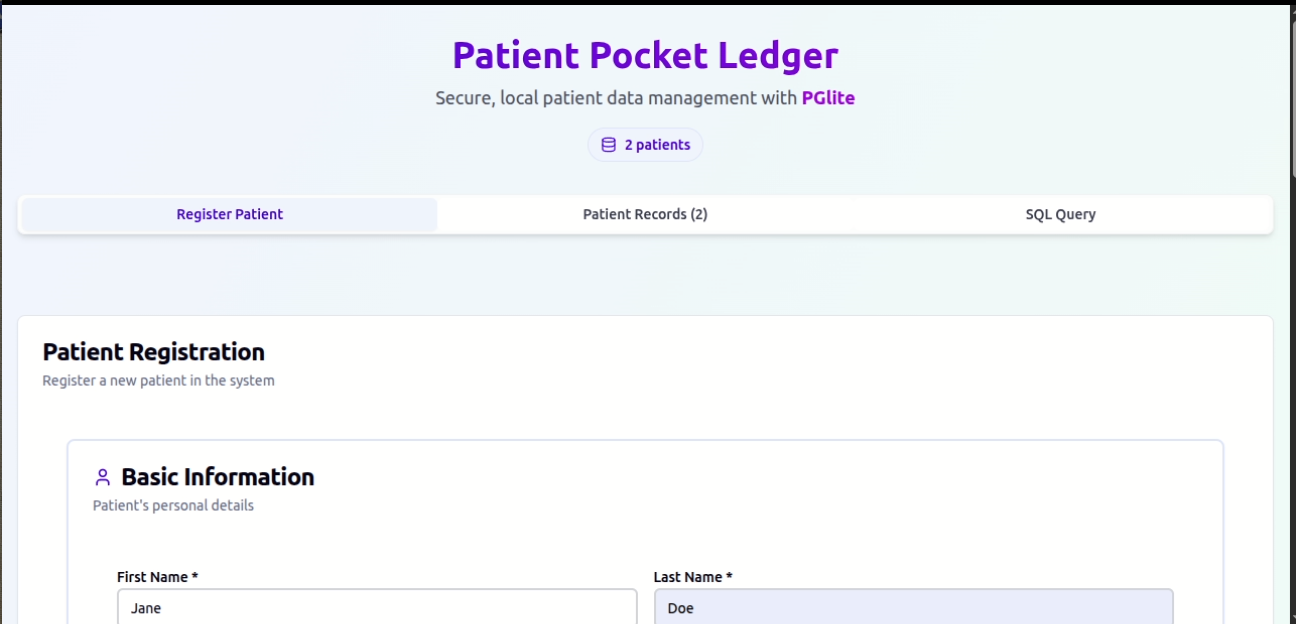 Patient Pocket Ledger
Secure, local patient data management with PGlite
2 patients
Register Patient
Patient Records (2)
SQL Query
Patient Registration
Register a new patient in the system
Basic Information
Patient's personal details
First Name *
Last Name *
Jane
Doe